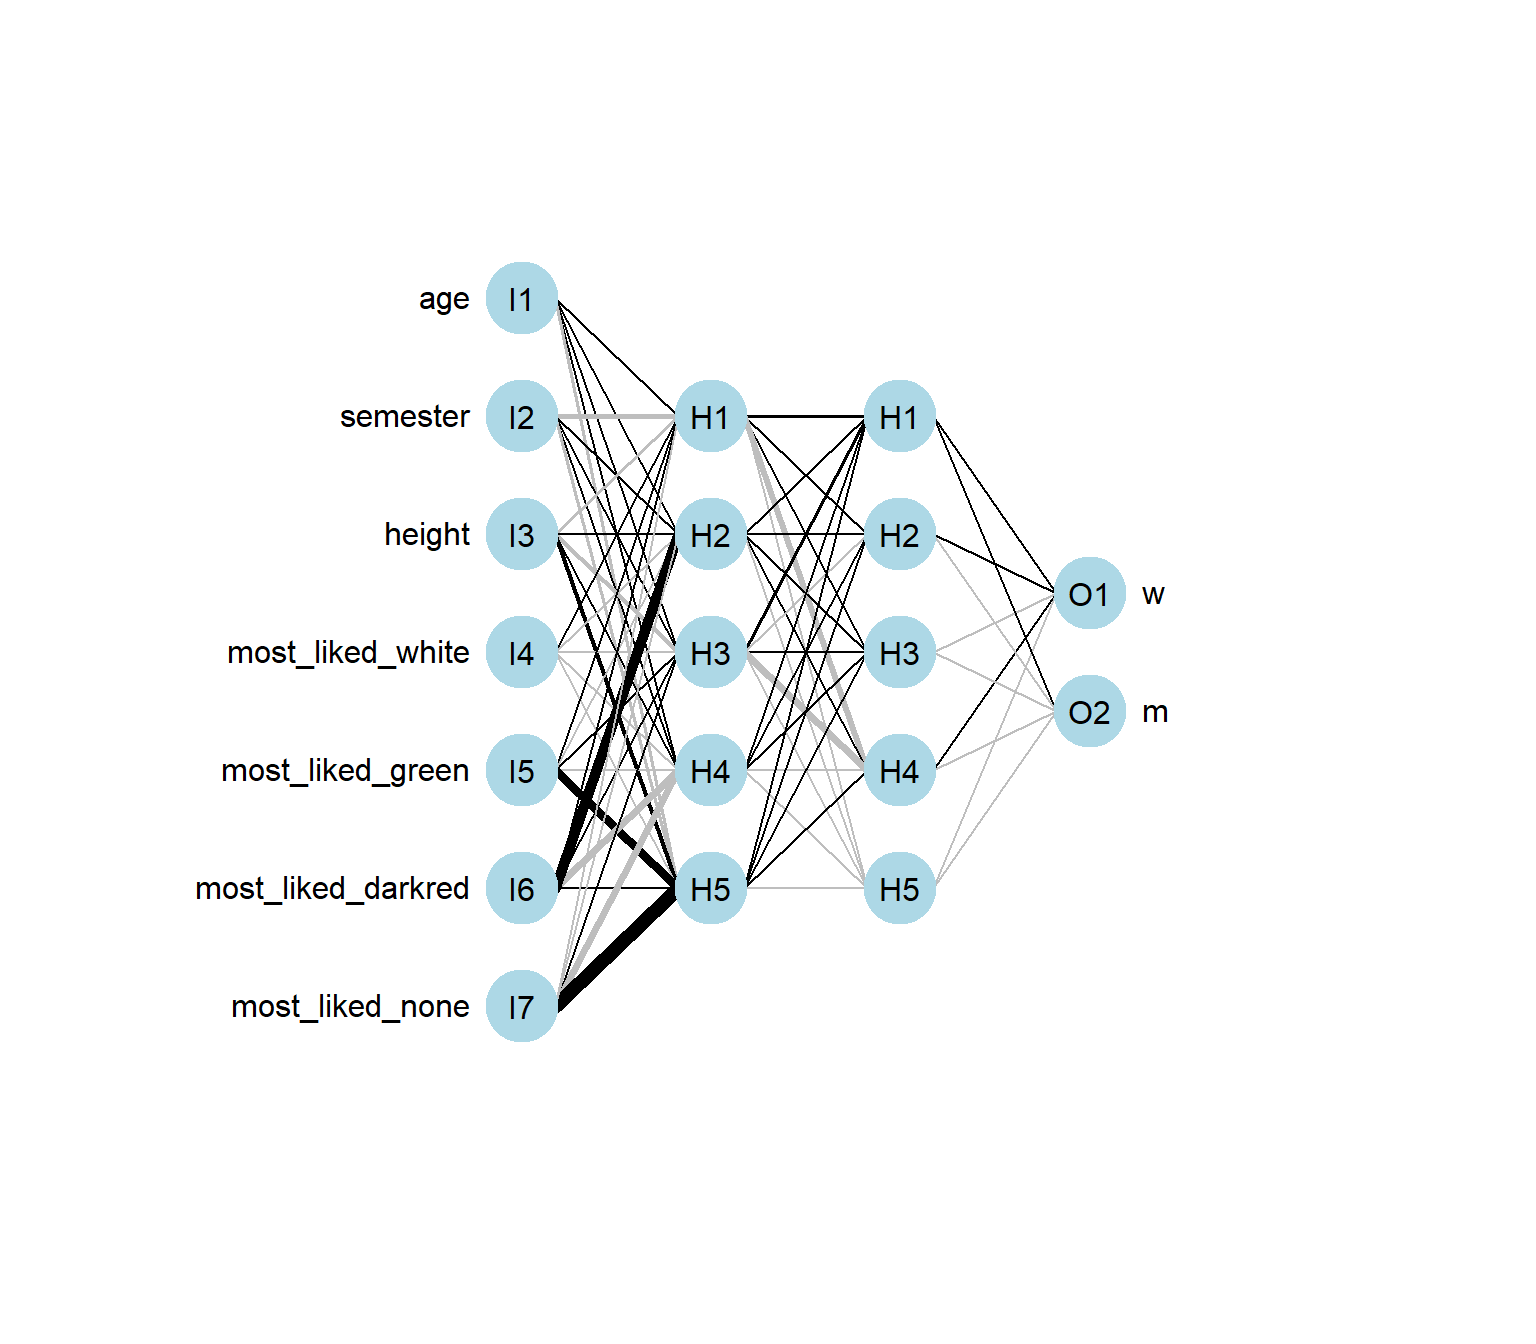 age I1
semester I2 H1 H1
height I3 H2 H2
O1 w
most_liked_white I4 H3 H3
O2 m
most_liked_green I5 H4 H4
most_liked_darkred I6 H5 H5
most_liked_none I7